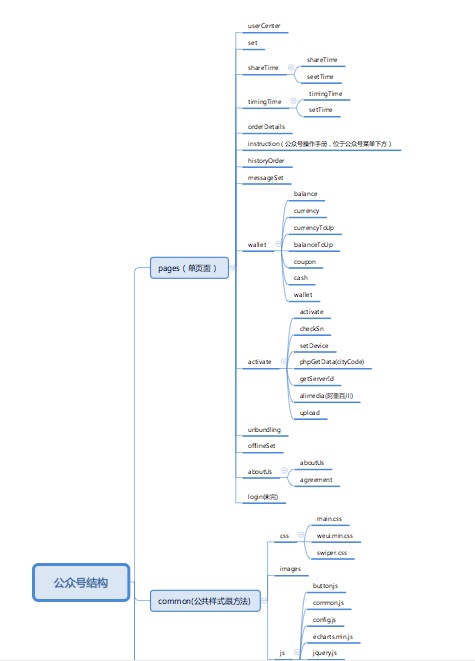 userCenter
set
shareTime
shareTime
seetTime
timingTime
timingTime
setTime
orderDetails
instruction（公众号操作手册，位于公众号菜单下方）
historyOrder
messageSet
wallet
balance
currency
currencyToUp
balanceToUp
coupon
cash
wallet
pages（单页面）
activate
activate
checkSn
setDevice
phpGetData(cityCode)
getServerId
alimedia(阿里百川)
upload
unbundling
offlineSet
aboutUs
aboutUs
agreement
login(未完)
公众号结构
common(公共样式跟方法)
css
main.css
weui.min.css
swiper.css
images
js
button.js
common.js
config.js
echarts.min.js
jquery.js